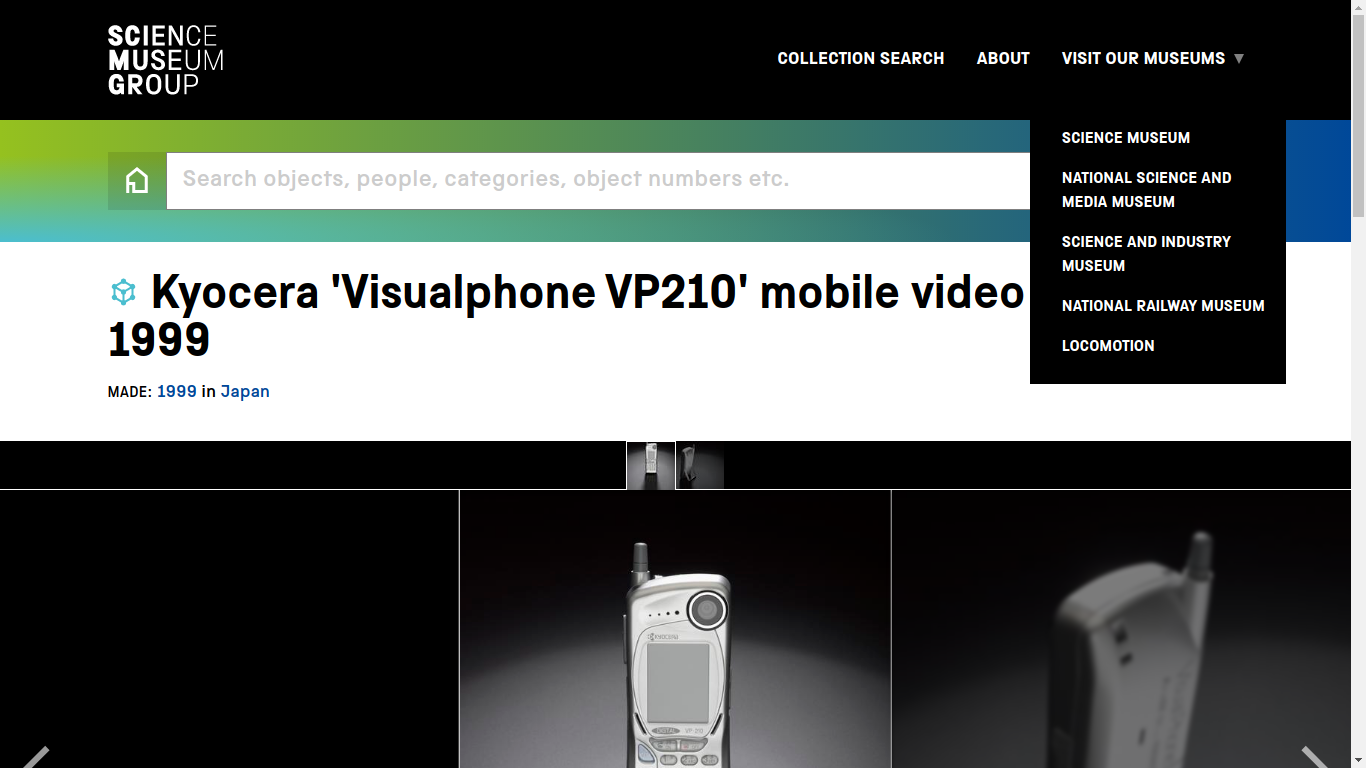 SCIENCE
MUSEUM
GROUP
COLLECTION SEARCH
ABOUT
VISIT OUR MUSEUMS
SCIENCE MUSEUM
NATIONAL SCIENCE AND
MEDIA MUSEUM
SCIENCE AND INDUSTRY
MUSEUM
NATIONAL RAILWAY MUSEUM
LOCOMOTION
Search objects, people, categories, object numbers etc.
Kyocera 'Visualphone VP210' mobile video
1999
MADE: 1999 in Japan
KYOCERA
DIGITAL VP-210